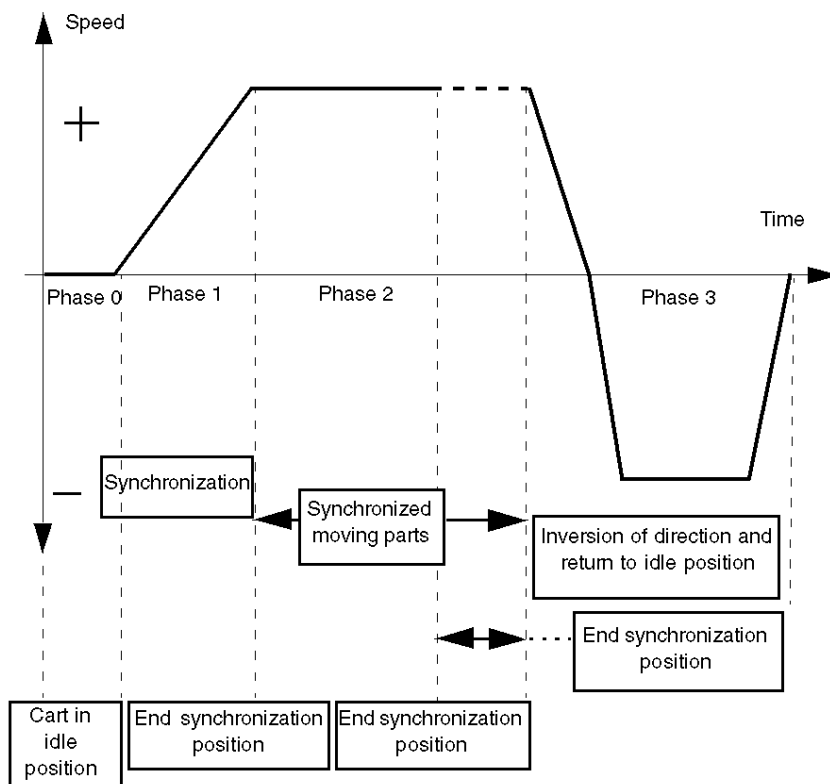 Speed
+
Time
Phase 0
Phase 1
Phase 2
Phase 3
−
Synchronization
Synchronized
moving parts
Inversion of direction and
return to idle position
End synchronization
position
Cart in
idle
position
End synchronization
position
End synchronization
position